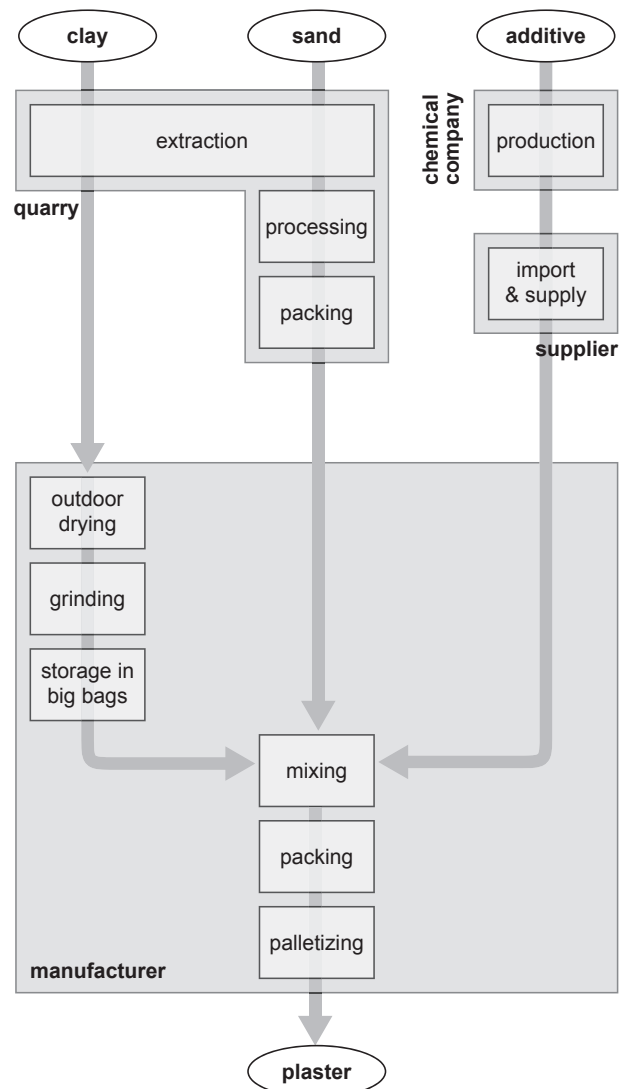 clay
sand
additive
chemical
company
extraction
production
quarry
processing
import
& supply
packing
supplier
outdoor
drying
grinding
storage in
big bags
mixing
packing
palletizing
manufacturer
plaster